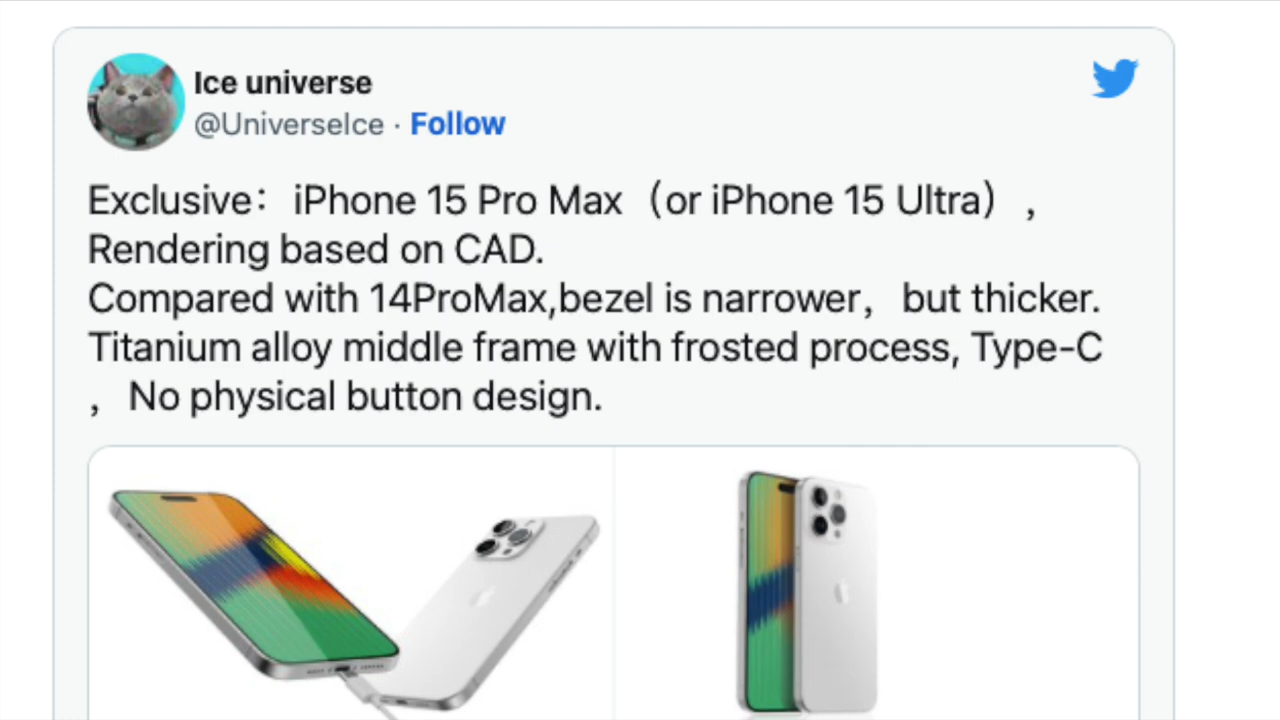 Ice universe
@UniverseIce · Follow
Exclusive： iPhone 15 Pro Max（or iPhone 15 Ultra），
Rendering based on CAD.
Compared with 14ProMax,bezel is narrower， but thicker.
Titanium alloy middle frame with frosted process, Type-C
， No physical button design.